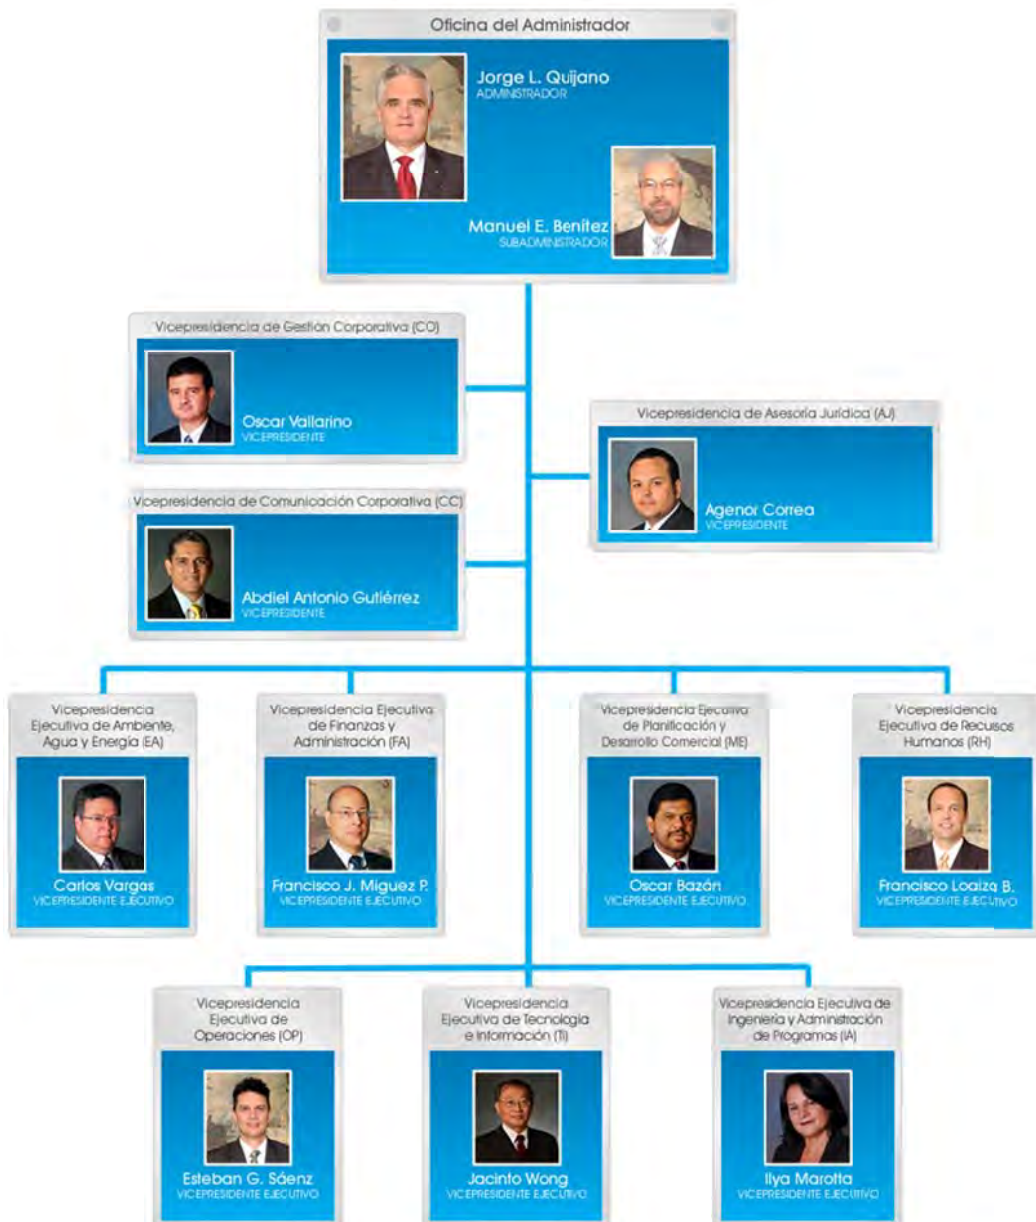 Oficina del Administrador
Jorge L. Quijano
ADMINISTRADOR
Manuel E. Benítez
SUBADMINISTRADOR
Vicepresidencia de Gestión Corporativa (CO)
Oscar Vallarino
VICEPRESIDENTE
Vicepresidencia de Asesoría Jurídica (AJ)
Agenor Correa
VICEPRESIDENTE
Vicepresidencia de Comunicación Corporativa (CC)
Abdiel Antonio Gutiérrez
VICEPRESIDENTE
Vicepresidencia
Ejecutiva de Ambiente,
Agua y Energía (EA)
Carlos Vargas
VICEPRESIDENTE EJECUTIVO
Vicepresidencia Ejecutiva
de Finanzas y
Administración (FA)
Francisco J. Miguez P.
VICEPRESIDENTE EJECUTIVO
Vicepresidencia Ejecutiva
de Planificación y
Desarrollo Comercial (ME)
Oscar Bazán
VICEPRESIDENTE EJECUTIVO
Vicepresidencia
Ejecutiva de Recursos
Humanos (RH)
Francisco Loaiza B.
VICEPRESIDENTE EJECUTIVO
Vicepresidencia
Ejecutiva de
Operaciones (OP)
Esteban G. Sáenz
VICEPRESIDENTE EJECUTIVO
Vicepresidencia
Ejecutiva de Tecnología
e Información (TI)
Jacinto Wong
VICEPRESIDENTE EJECUTIVO
Vicepresidencia Ejecutiva de
Ingeniería y Administración
de Programas (IA)
Ilya Marotta
VICEPRESIDENTE EJECUTIVO